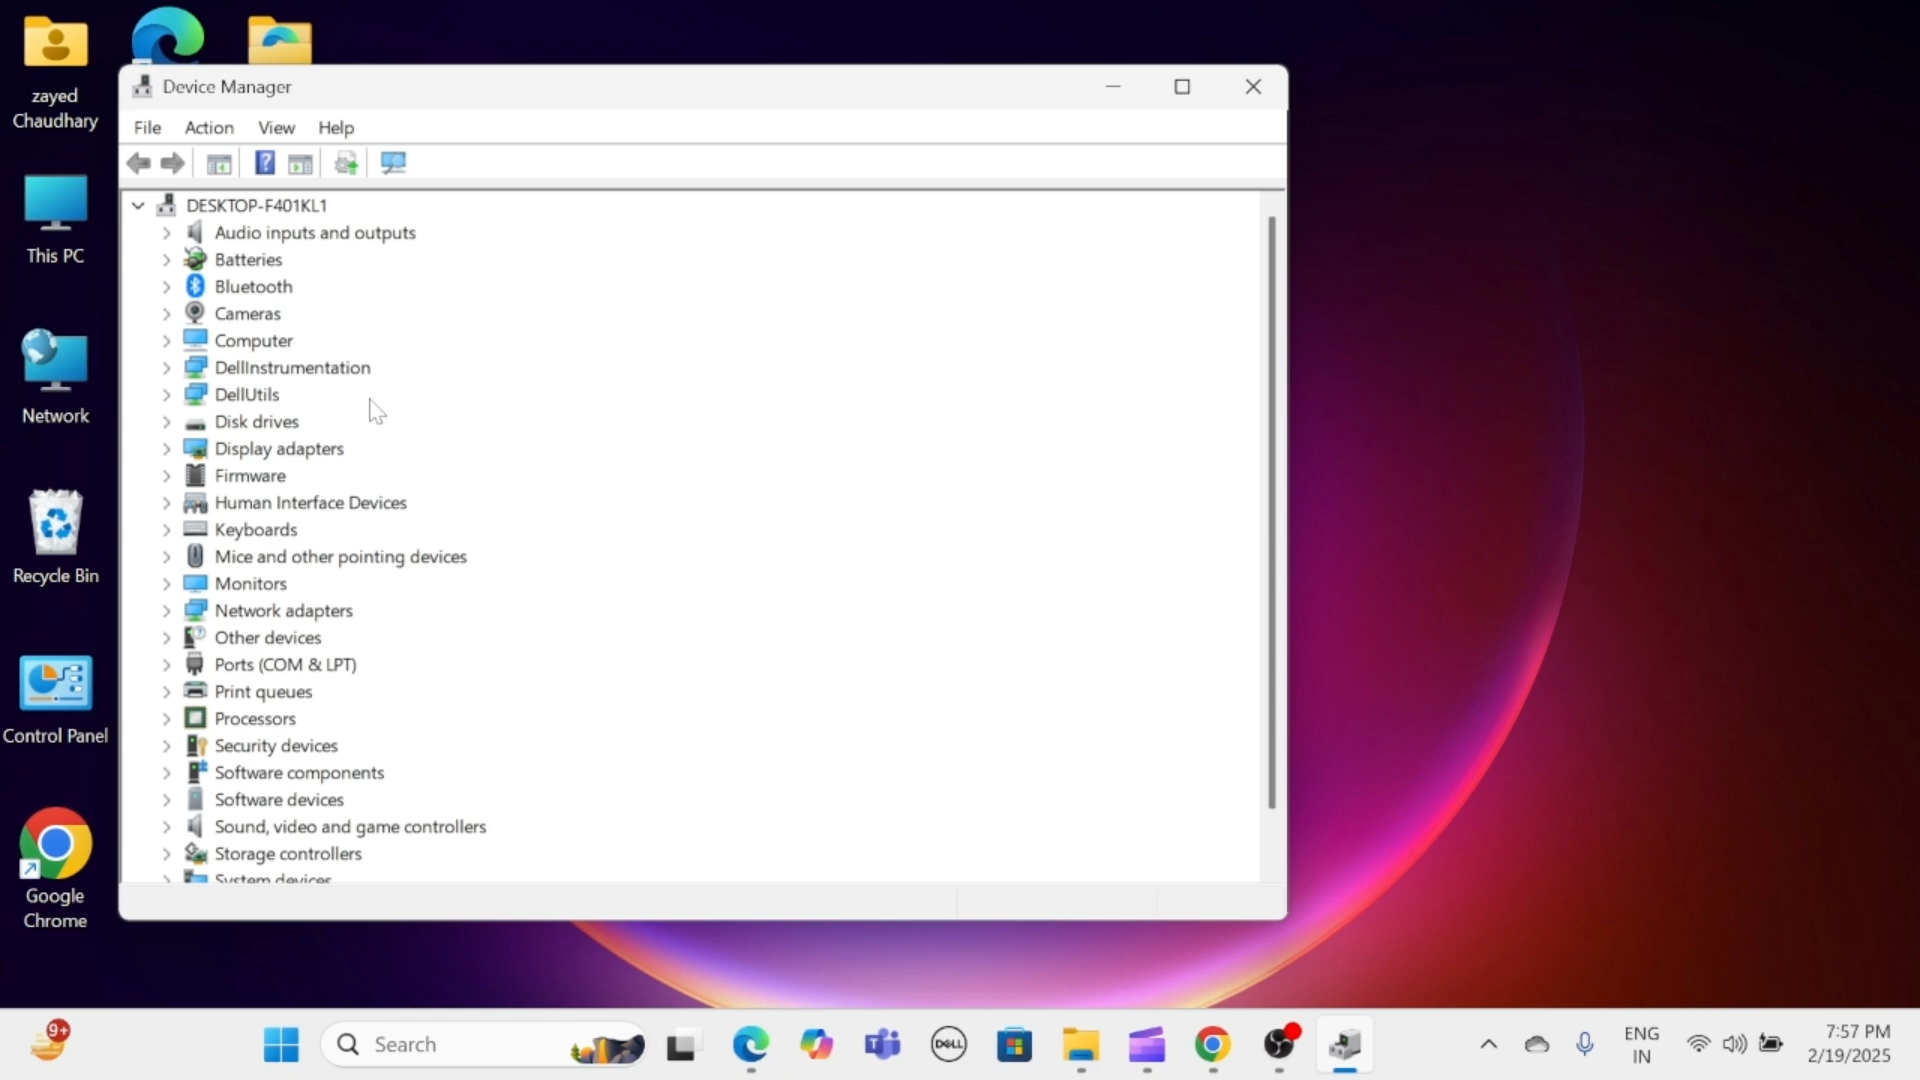 zayed
Chaudhary
This PC
Network
Recycle Bin
Control Panel
Google
Chrome
Device Manager
File Action View Help
DESKTOP-F401KL1
Audio inputs and outputs
Batteries
Bluetooth
Cameras
Computer
DellInstrumentation
DellUtils
Disk drives
Display adapters
Firmware
Human Interface Devices
Keyboards
Mice and other pointing devices
Monitors
Network adapters
Other devices
Ports (COM & LPT)
Print queues
Processors
Security devices
Software components
Software devices
Sound, video and game controllers
Storage controllers
System devices
9+
Search
DELL
ENG
IN
7:57 PM
2/19/2025